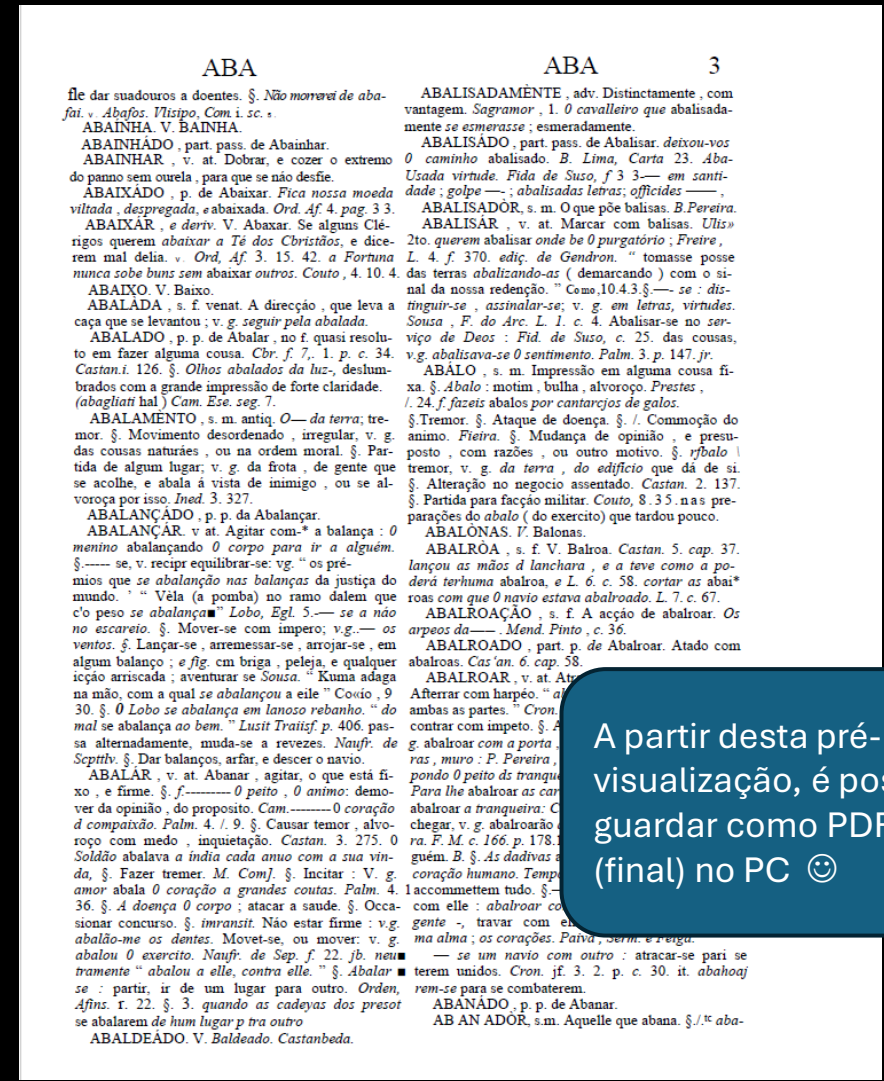 ABA
fle dar suadouros a doentes. §. Não morrerei de aba-
fai. v. Abafos. Vlisipo, Com. i. sc. s.
ABAÍNHA. V. BAINHA.
ABAINHÁDO , part. pass. de Abainhar.
ABAINHAR , v. at. Dobrar, e cozer o extremo
do panno sem ourela , para que se náo desfie.
ABAIXÁDO , p. de Abaixar. Fica nossa moeda
viltada , despregada, e abaixada. Ord. Af. 4. pag. 3 3.
ABAIXÁR , e deriv. V. Abaxar. Se alguns Clé-
rigos querem abaixar a Té dos Cbristãos, e dice-
rem mal delia. v. Ord, Af. 3. 15. 42. a Fortuna
nunca sobe buns sem abaixar outros. Couto , 4. 10. 4.
ABAIXO. V. Baixo.
ABALÀDA , s. f. venat. A direcção , que leva a
caça que se levantou ; v. g. seguir pela abalada.
ABALADO , p. p. de Abalar , no f. quasi resolu-
to em fazer alguma cousa. Cbr. f. 7,. 1. p. c. 34.
Castan.i. 126. §. Olhos abalados da luz-, deslum-
brados com a grande impressão de forte claridade.
(abagliati hal ) Cam. Ese. seg. 7.
ABALAMÈNTO , s. m. antiq. O— da terra; tre-
mor. §. Movimento desordenado , irregular, v. g.
das cousas naturáes , ou na ordem moral. §. Par-
tida de algum lugar; v. g. da frota , de gente que
se acolhe, e abala á vista de inimigo , ou se al-
voroça por isso. Ined. 3. 327.
ABALANÇÁDO , p. p. da Abalançar.
ABALANÇÁR. v at. Agitar com-* a balança : 0
menino abalançando 0 corpo para ir a alguém.
§.----- se, v. recipr equilibrar-se: vg. “ os pré-
mios que se abalanção nas balanças da justiça do
mundo. ’ “ Vèla (a pomba) no ramo dalem que
c'o peso se abalança■” Lobo, Egl. 5.-— se a náo
no escareio. §. Mover-se com impero; v.g..— os
ventos. §. Lançar-se , arremessar-se , arrojar-se , em
algum balanço ; e fig. cm briga , peleja, e qualquer
icção arriscada ; aventurar se Sousa. “ Kuma adaga
na mão, com a qual se abalançou a eile ” Co«ío , 9
30. §. 0 Lobo se abalança em lanoso rebanho. “ do
mal se abalança ao bem. ” Lusit Traiisf. p. 406. pas-
sa alternadamente, muda-se a revezes. Naufr. de
Scpttlv. §. Dar balanços, arfar, e descer o navio.
ABALÁR , v. at. Abanar , agitar, o que está fi-
xo , e firme. §. f.--------- 0 peito , 0 animo: demo-
ver da opinião , do proposito. Cam.--------0 coração
d compaixão. Palm. 4. /. 9. §. Causar temor , alvo-
roço com medo , inquietação. Castan. 3. 275. 0
Soldão abalava a índia cada anuo com a sua vin-
da, §. Fazer tremer. M. Com]. §. Incitar : V. g.
amor abala 0 coração a grandes coutas. Palm. 4.
36. §. A doença 0 corpo ; atacar a saude. §. Occa-
sionar concurso. §. imransit. Náo estar firme : v.g.
abalão-me os dentes. Movet-se, ou mover: v. g.
abalou 0 exercito. Naufr. de Sep. f. 22. jb. neu■
tramente “ abalou a elle, contra elle. ” §. Abalar ■
se : partir, ir de um lugar para outro. Orden,
Afins. r. 22. §. 3. quando as cadeyas dos presot
se abalarem de hum lugar p tra outro
ABALDEÁDO. V. Baldeado. Castanbeda.
ABA 3
ABALISADAMÈNTE , adv. Distinctamente , com
vantagem. Sagramor , 1. 0 cavalleiro que abalisada-
mente se esmerasse ; esmeradamente.
ABALISÁDO , part. pass. de Abalisar. deixou-vos
0 caminho abalisado. B. Lima, Carta 23. Aba-
Usada virtude. Fida de Suso, f 3 3-— em santi-
dade ; golpe —- ; abalisadas letras; officides —— ,
ABALISADÒR, s. m. O que põe balisas. B.Pereira.
ABALISÁR , v. at. Marcar com balisas. Ulis»
2to. querem abalisar onde be 0 purgatório ; Freire ,
L. 4. f. 370. ediç. de Gendron. “ tomasse posse
das terras abalizando-as ( demarcando ) com o si-
nal da nossa redenção. ” Como,10.4.3.§.—- se : dis-
tinguir-se , assinalar-se; v. g. em letras, virtudes.
Sousa , F. do Arc. L. 1. c. 4. Abalisar-se no ser-
viço de Deos : Fid. de Suso, c. 25. das cousas,
v.g. abalisava-se 0 sentimento. Palm. 3. p. 147. jr.
ABÁLO , s. m. Impressão em alguma cousa fi-
xa. §. Abalo : motim , bulha , alvoroço. Prestes ,
/. 24. f. fazeis abalos por cantarcjos de galos.
§.Tremor. §. Ataque de doença. §. /. Commoção do
animo. Fieira. §. Mudança de opinião , e presu-
posto , com razões , ou outro motivo. §. rfbalo \
tremor, v. g. da terra , do edificio que dá de si.
§. Alteração no negocio assentado. Castan. 2. 137.
§. Partida para facção militar. Couto, 8 . 3 5 . n a s pre-
parações do abalo ( do exercito) que tardou pouco.
ABALÒNAS. V. Balonas.
ABALRÒA , s. f. V. Balroa. Castan. 5. cap. 37.
lançou as mãos d lanchara , e a teve como a po-
derá terhuma abalroa, e L. 6. c. 58. cortar as abai*
roas com que 0 navio estava abalroado. L. 7. c. 67.
ABALROAÇÃO , s. f. A acção de abalroar. Os
arpeos da—— . Mend. Pinto , c. 36.
ABALROADO , part. p. de Abalroar. Atado com
abalroas. Cas'an. 6. cap. 58.
ABALROAR , v. at. Atr
Afterrar com harpéo. “ al
ambas as partes. ” Cron.
contrar com impeto. §. A
g. abalroar com a porta ,
ras , muro : P. Pereira ,
pondo 0 peito ds tranque
Para lhe abalroar as car
abalroar a tranqueira: C
chegar, v. g. abalroarão
ra. F. M. c. 166. p. 178.1
guém. B. §. As dadivas a
coração humano. Tempo
1 accommettem tudo. §.—
com elle : abalroar co
gente -, travar com el
ma alma ; os corações. Paiva , Serm. e Felga.
— se um navio com outro : atracar-se pari se
terem unidos. Cron. jf. 3. 2. p. c. 30. it. abahoaj
rem-se para se combaterem.
ABANÁDO , p. p. de Abanar.
AB AN ADÒR, s.m. Aquelle que abana. §./.tc aba-
A partir desta pré-
visualização, é pos
guardar como PDF
(final) no PC ☺